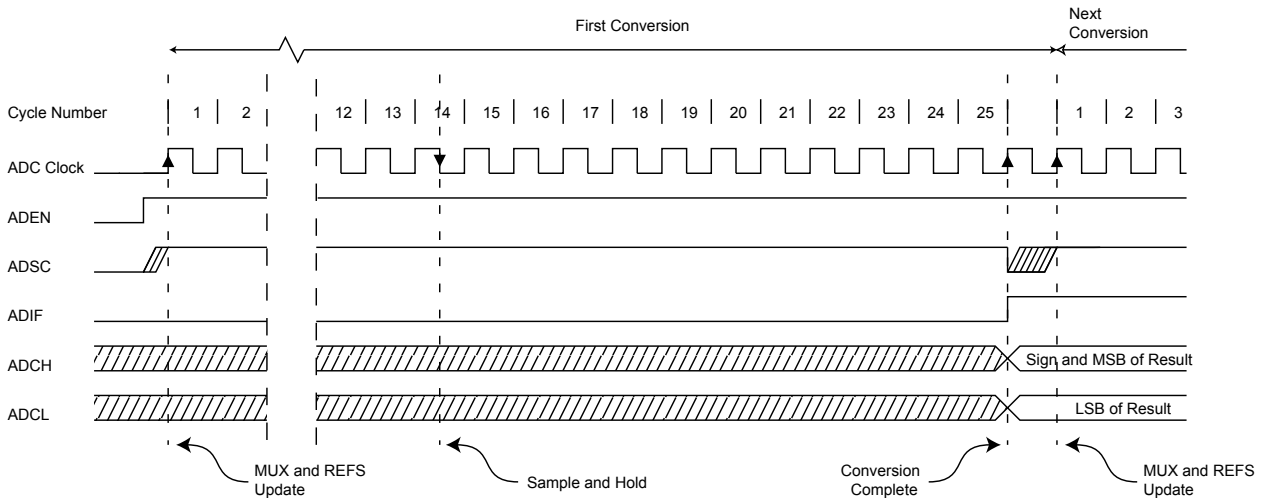 First Conversion
Next
Conversion
Cycle Number 1 2 12 13 14 15 16 17 18 19 20 21 22 23 24 25 1 2 3
ADC Clock
ADEN
ADSC
ADIF
ADCH Sign and MSB of Result
ADCL LSB of Result
MUX and REFS
Update
Sample and Hold
Conversion
Complete
MUX and REFS
Update